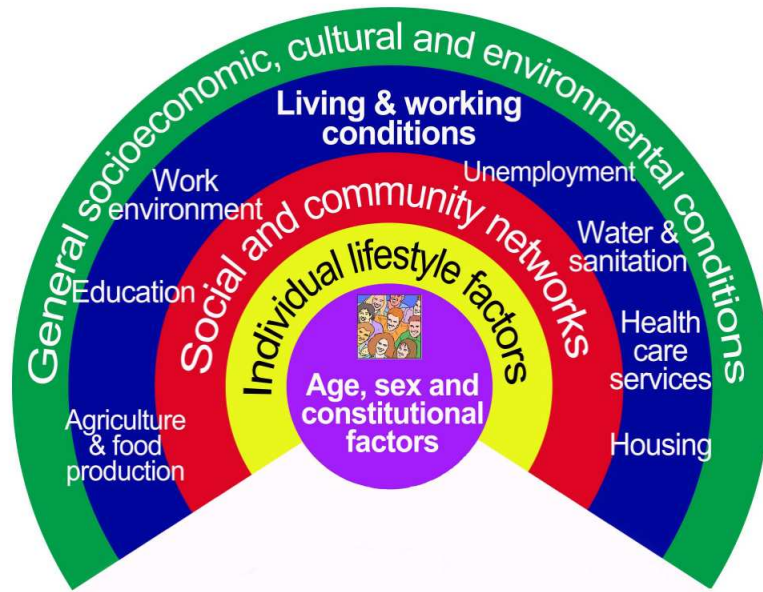 General socioeconomic, cultural and environmental conditions
Living & working
conditions
Work
environment
Unemployment
Education
Water &
sanitation
Agriculture
& food
production
Health
care
services
Housing
Social and community networks
Individual lifestyle factors
Age, sex and
constitutional
factors